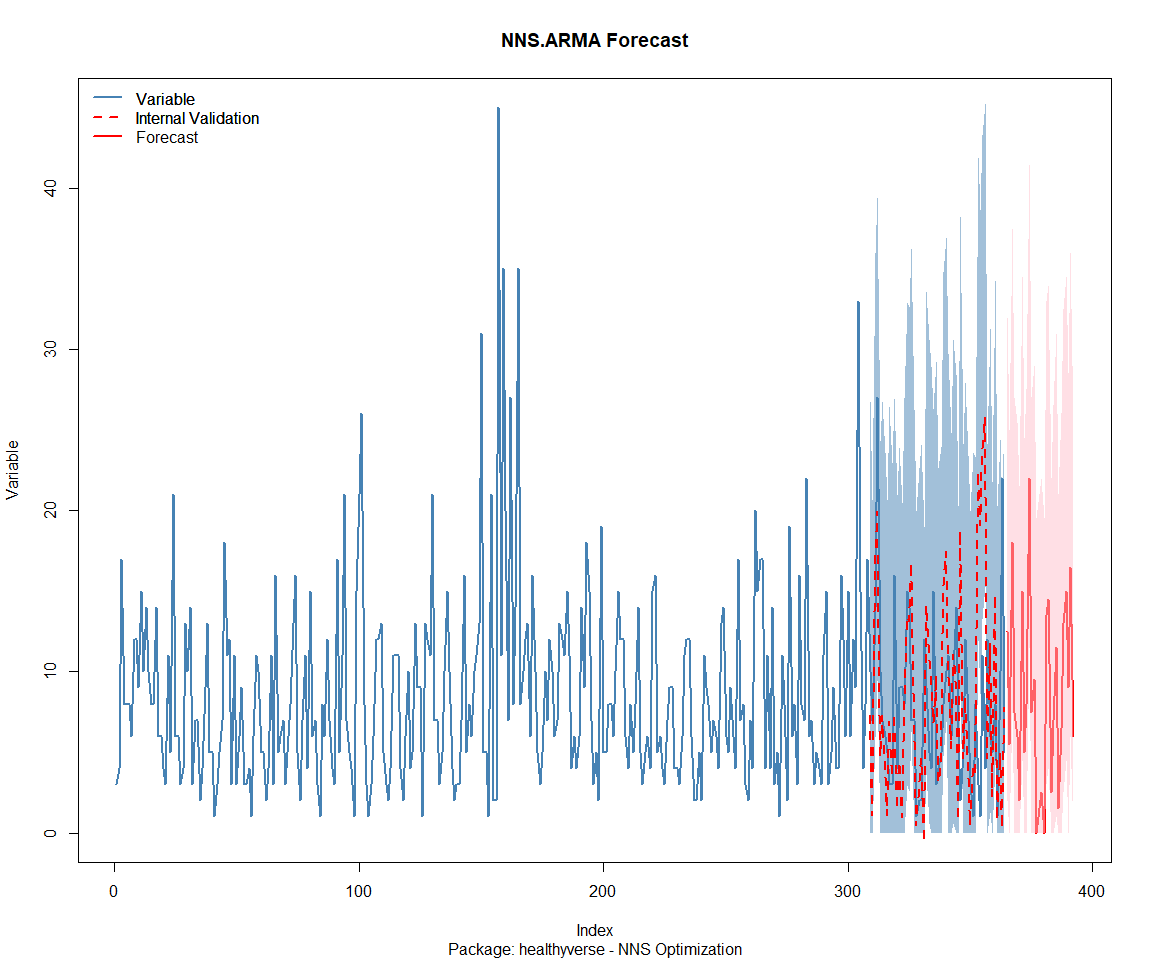 NNS.ARMA Forecast
Variable
Internal Validation
Forecast
Variable
40
30
20
10
0
0 100 200 300 400
Index
Package: healthyverse - NNS Optimization